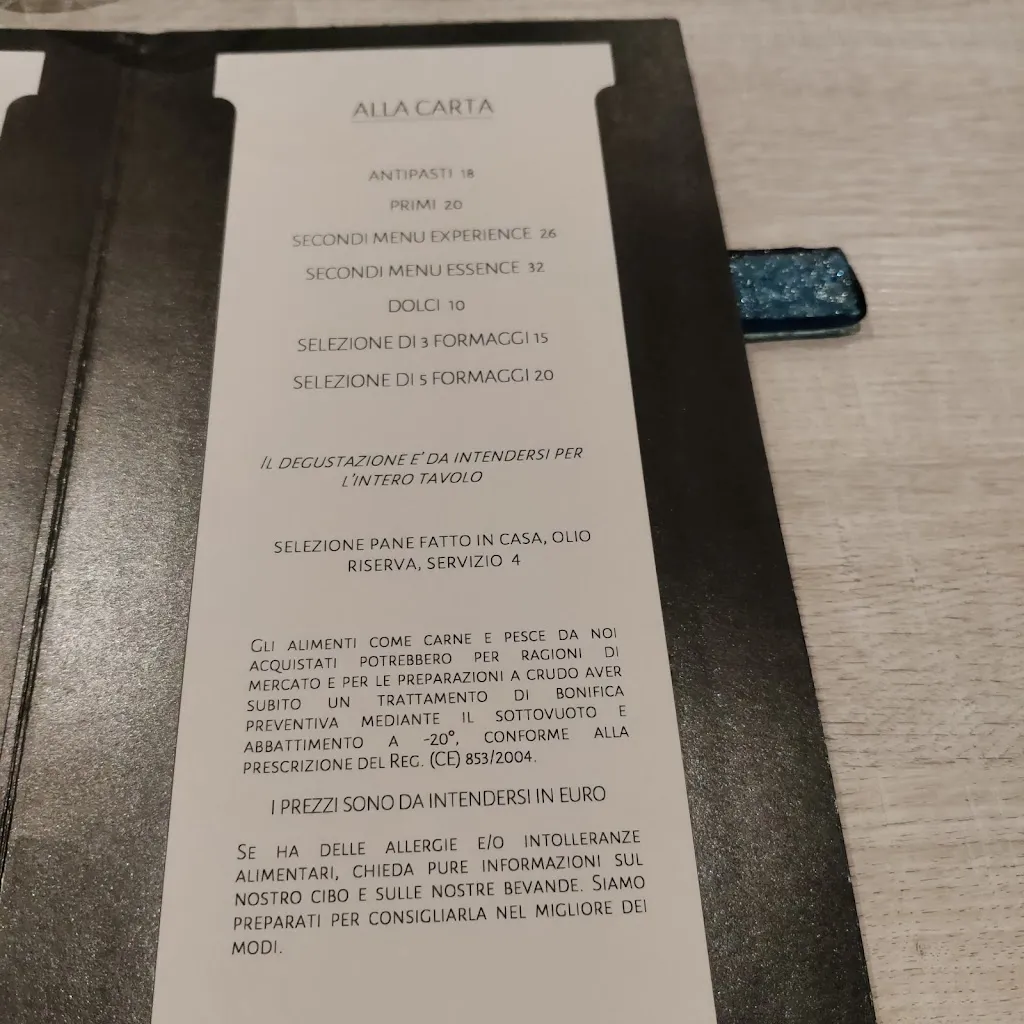 ALLA CARTA
ANTIPASTI 18
PRIMI 20
SECONDI MENU EXPERIENCE 26
SECONDI MENU ESSENCE 32
DOLCI 10
SELEZIONE DI 3 FORMAGGI 15
SELEZIONE DI 5 FORMAGGI 20
IL DEGUSTAZIONE E' DA INTENDERSI PER
L'INTERO TAVOLO
SELEZIONE PANE FATTO IN CASA, OLIO
RISERVA, SERVIZIO 4
GLI ALIMENTI COME CARNE E PESCE DA NOI
ACQUISTATI POTREBBERO PER RAGIONI DI
MERCATO E PER LE PREPARAZIONI A CRUDO AVER
SUBITO UN TRATTAMENTO DI BONIFICA
PREVENTIVA MEDIANTE IL SOTTOVUOTO E
ABBATTIMENTO A -20°, CONFORME ALLA
PRESCRIZIONE DEL REG. (CE) 853/2004.
I PREZZI SONO DA INTENDERSI IN EURO
SE HA DELLE ALLERGIE E/O INTOLLERANZE
ALIMENTARI, CHIEDA PURE INFORMAZIONI SUL
NOSTRO CIBO E SULLE NOSTRE BEVANDE. SIAMO
PREPARATI PER CONSIGLIARLA NEL MIGLIORE DEI
MODI.